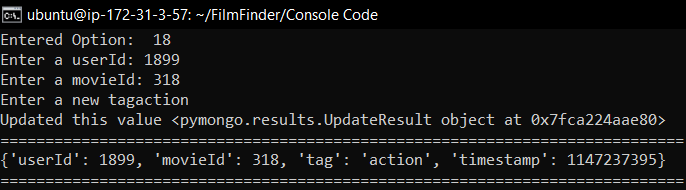 ubuntu@ip-172-31-3-57: ~/FilmFinder/Console Code
Entered Option:  18
Enter a userId: 1899
Enter a movieId: 318
Enter a new tagaction
Updated this value <pymongo.results.UpdateResult object at 0x7fca224aae80>
==========================================================================
{'userId': 1899, 'movieId': 318, 'tag': 'action', 'timestamp': 1147237395}
==========================================================================